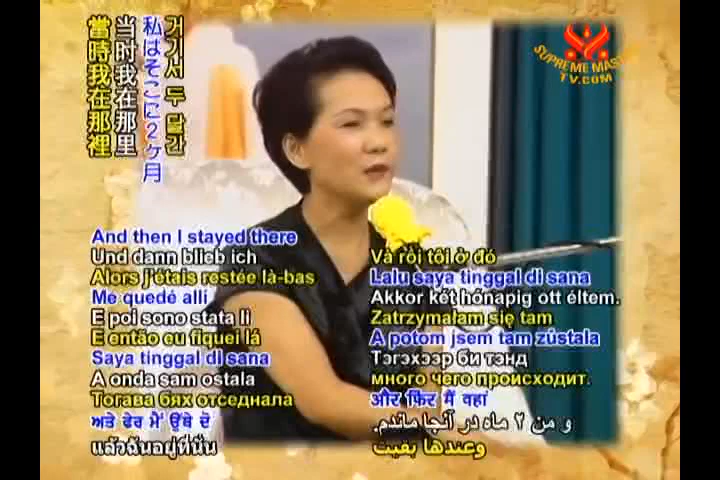 거기서 두 달간
私はそこに2ヶ月
当时我在那里
當時我在那裡
SUPREME MASTER
TV.COM
And then I stayed there
Und dann blieb ich
Alors j'étais restée là-bas
Me quedé alli
E poi sono stata li
E então eu fiquei lá
Saya tinggal di sana
A onda sam ostala
Тогава бях отседнала
ਅਤੇ ਫੇਰ ਮੈਂ ਉੱਥੇ ਦੋ
แล้วฉันอยู่ที่นั่น
Và rồi tôi ở đó
Lalu saya tinggal di sana
Akkor két hónapig ott éltem.
Zatrzymałam się tam
A potom jsem tam zůstala
Тэгэхээр би тэнд
много чего происходит.
और फिर मैं वहां
و من ۲ ماه در آنجا ماندم.
وعندها بقيت